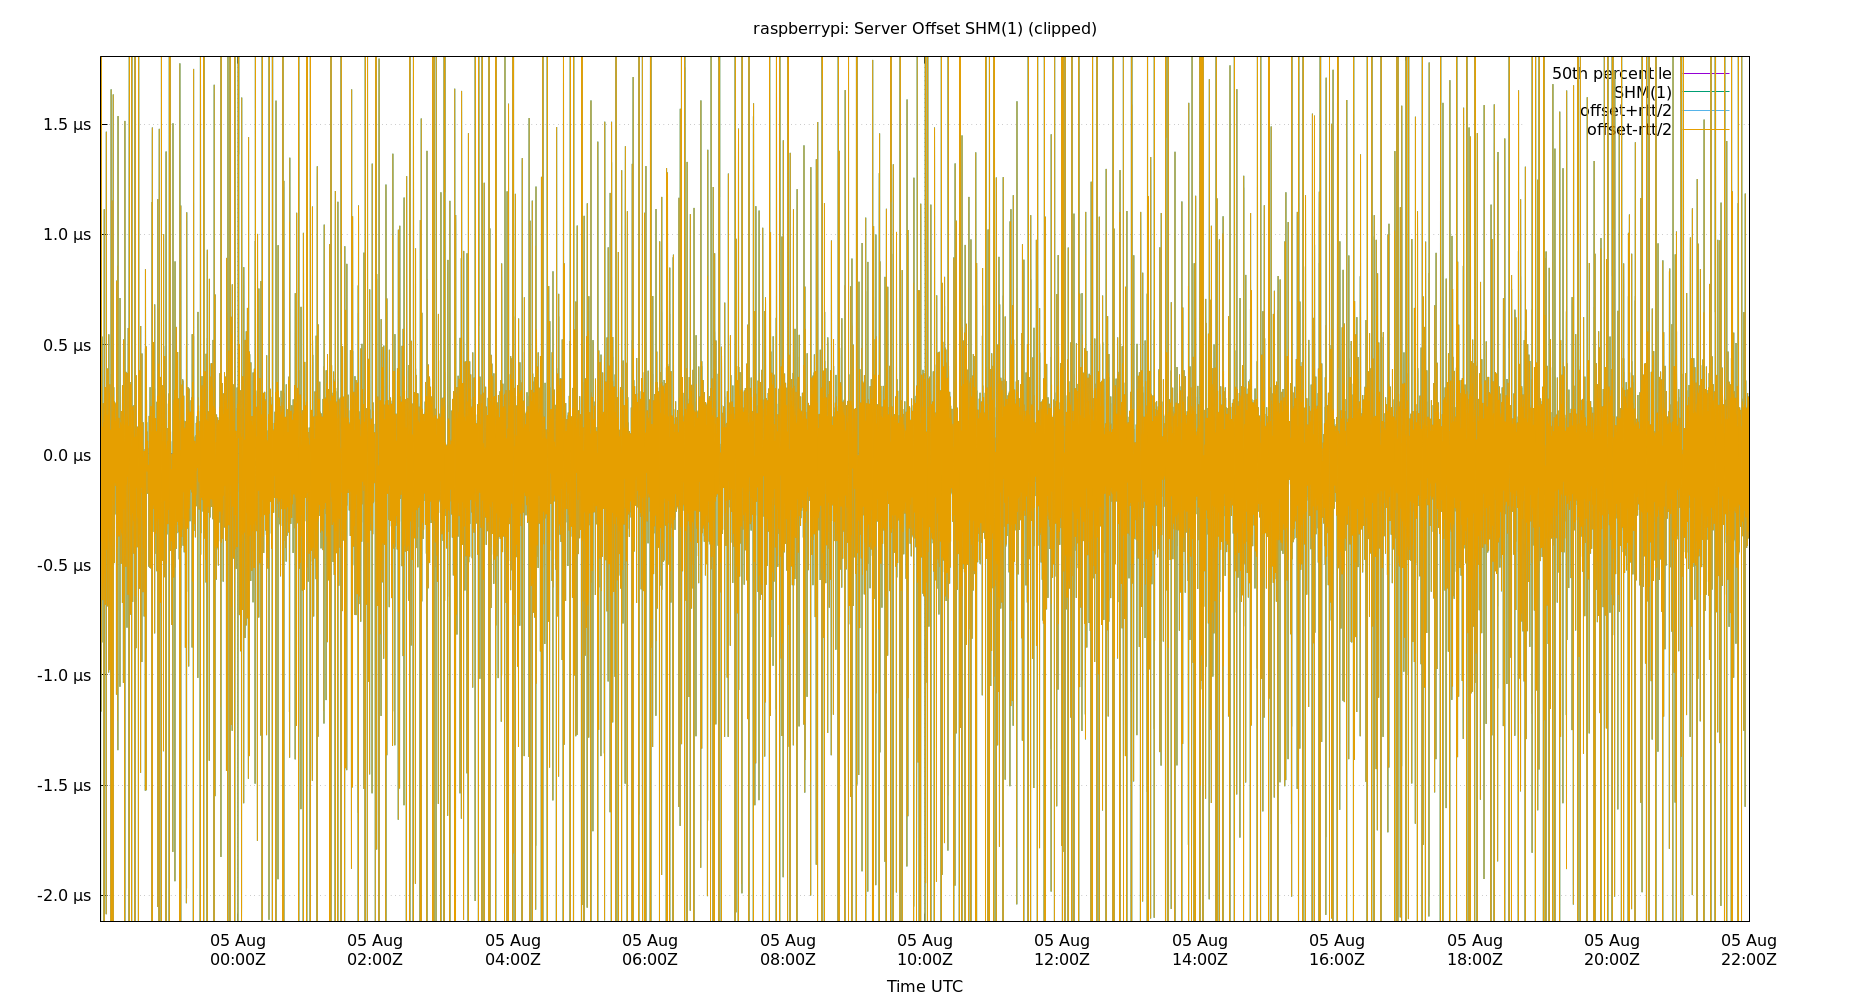 raspberrypi: Server Offset SHM(1) (clipped)
50th percentile
SHM(1)
offset+rtt/2
offset-rtt/2
1.5 µs
1.0 µs
0.5 µs
0.0 µs
-0.5 µs
-1.0 µs
-1.5 µs
-2.0 µs
05 Aug 05 Aug 05 Aug 05 Aug 05 Aug 05 Aug 05 Aug 05 Aug 05 Aug 05 Aug 05 Aug 05 Aug
00:00Z 02:00Z 04:00Z 06:00Z 08:00Z 10:00Z 12:00Z 14:00Z 16:00Z 18:00Z 20:00Z 22:00Z
Time UTC